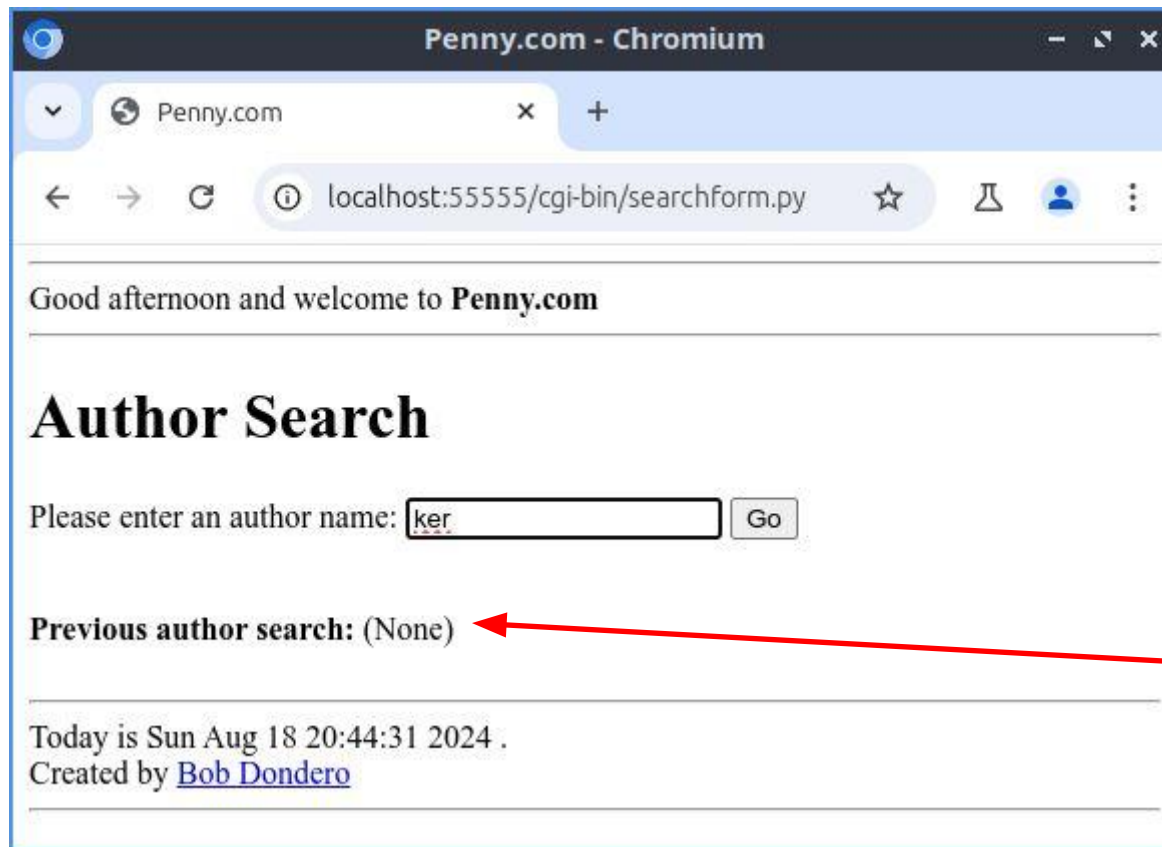 Penny.com - Chromium
Penny.com
localhost:55555/cgi-bin/searchform.py
Good afternoon and welcome to Penny.com
Author Search
Please enter an author name: ker Go
Previous author search: (None)
Today is Sun Aug 18 20:44:31 2024 .
Created by Bob Dondero